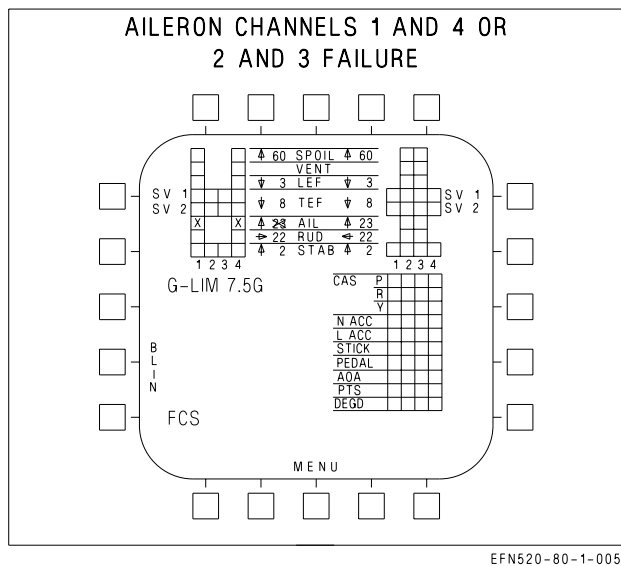 AILERON CHANNELS 1 AND 4 OR
2 AND 3 FAILURE
60 SPOIL 60
VENT
3 LEF 3
SV 1 8 TEF 8 SV 1
SV 2 SV 2
X X 23 AIL 23
22 RUD 22
2 STAB 2
1 2 3 4 1 2 3 4
G-LIM 7.5G CAS P
R
Y
N ACC
L ACC
STICK
PEDAL
AOA
PTS
DEGD
BLIN
FCS
MENU
EFN520-80-1-005